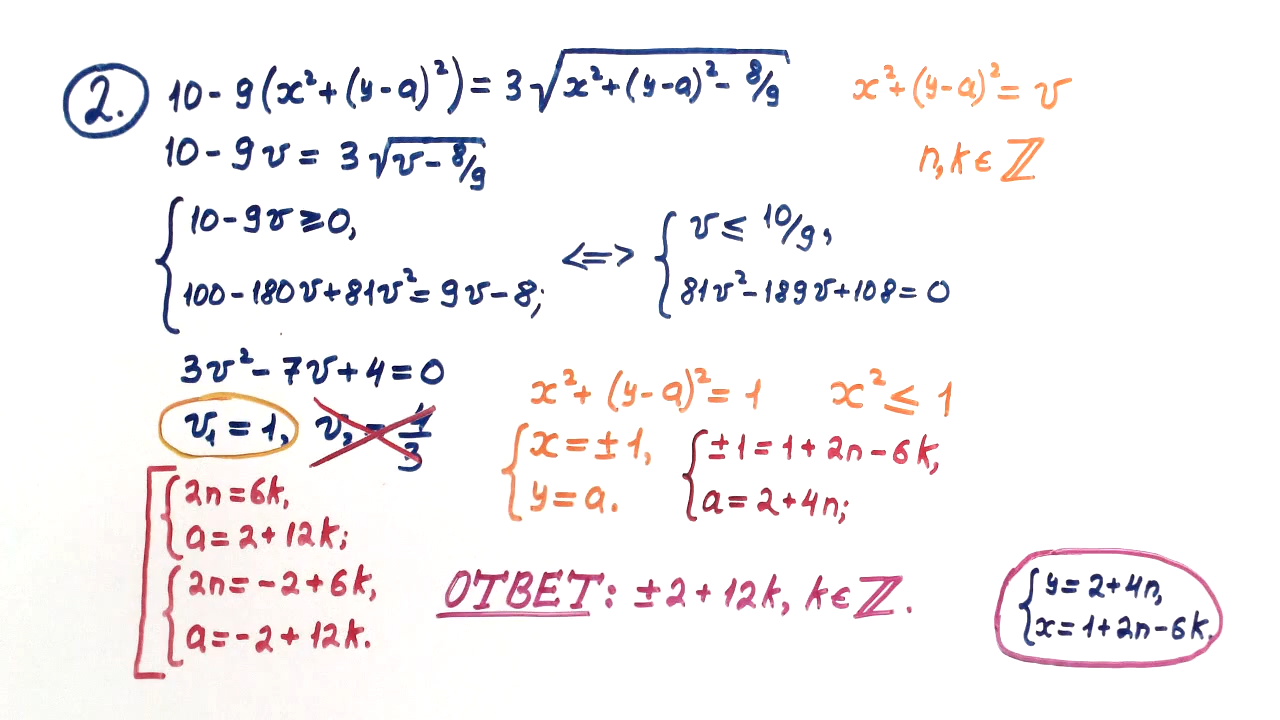 2. 10 - 9(x² + (y - a)²) = 3√(x² + (y - a)² - 8/9)
x² + (y - a)² = v
10 - 9v = 3√(v - 8/9)
n, k ∈ ℤ
{ 10 - 9v ≥ 0,
100 - 180v + 81v² = 9v - 8;
<=>
{ v ≤ 10/9,
81v² - 189v + 108 = 0
3v² - 7v + 4 = 0
v₁ = 1,
x² + (y - a)² = 1
x² ≤ 1
{ x = ± 1,
y = a.
{ ± 1 = 1 + 2n - 6k,
a = 2 + 4n;
[ { 2n = 6k,
a = 2 + 12k;
{ 2n = -2 + 6k,
a = -2 + 12k.
ОТВЕТ: ± 2 + 12k, k ∈ ℤ.
{ y = 2 + 4n,
x = 1 + 2n - 6k.